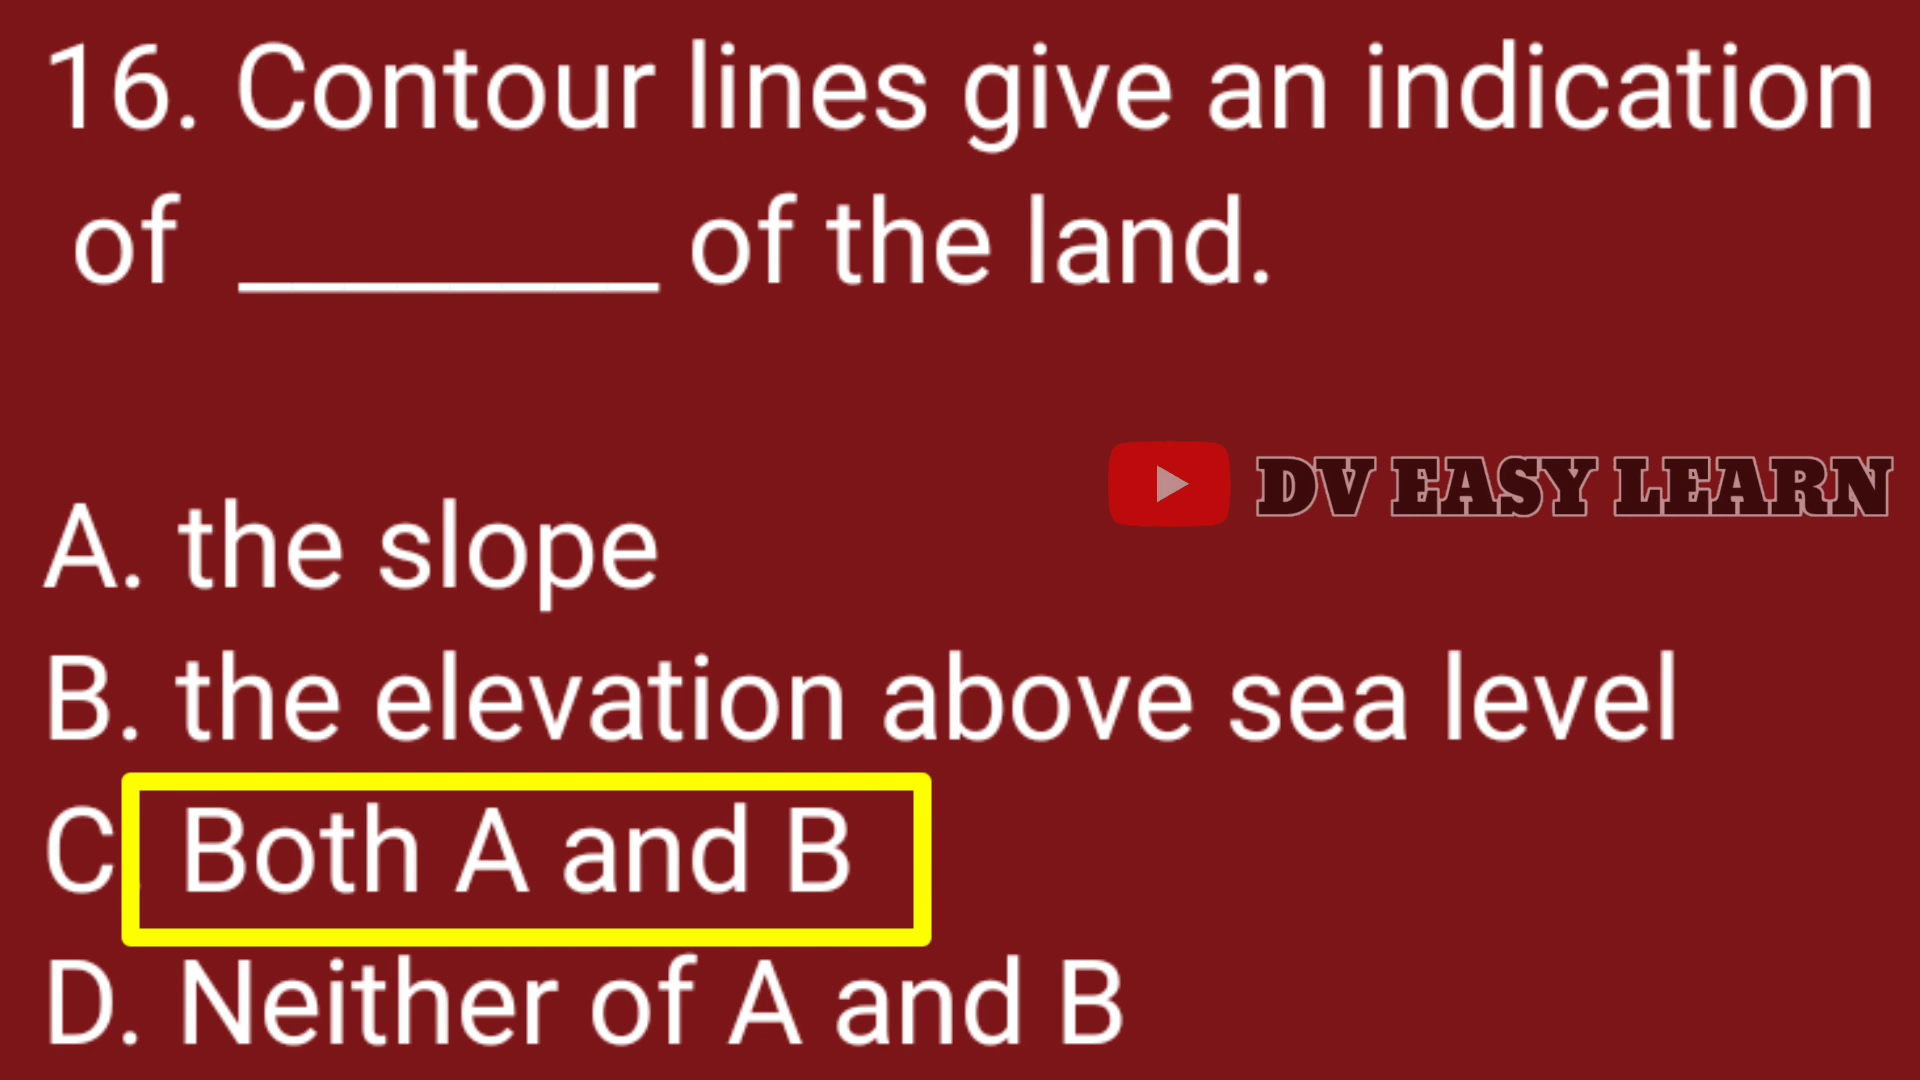 16. Contour lines give an indication
of ________ of the land.
DV EASY LEARN
A. the slope
B. the elevation above sea level
C Both A and B
D. Neither of A and B